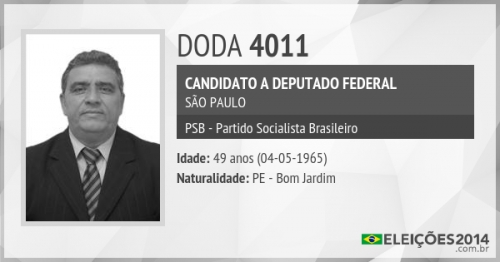 DODA 4011
CANDIDATO A DEPUTADO FEDERAL
SÃO PAULO
PSB - Partido Socialista Brasileiro
Idade: 49 anos (04-05-1965)
Naturalidade: PE - Bom Jardim
ELEIÇÕES2014
.com.br